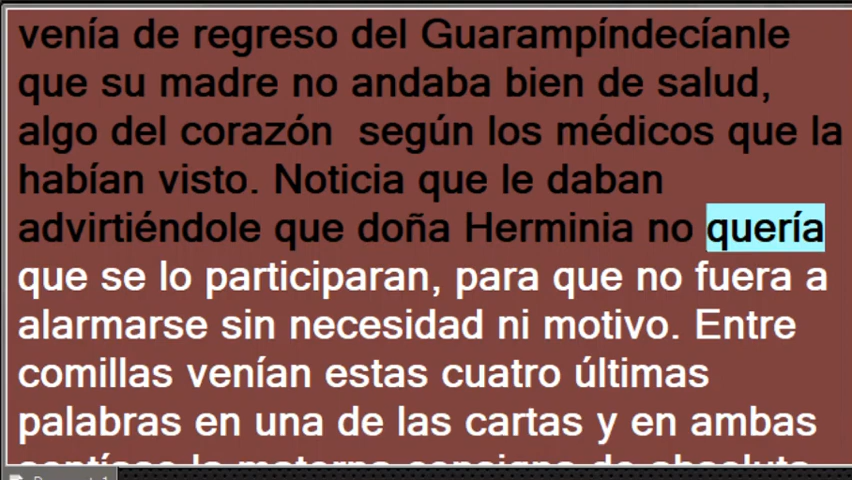 venía de regreso del Guarampíndecíanle
que su madre no andaba bien de salud,
algo del corazón  según los médicos que la
habían visto. Noticia que le daban
advirtiéndole que doña Herminia no quería
que se lo participaran, para que no fuera a
alarmarse sin necesidad ni motivo. Entre
comillas venían estas cuatro últimas
palabras en una de las cartas y en ambas